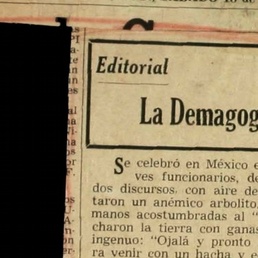 SÁBADO
Editorial
La Demagog
Se celebró en México e
ves funcionarios, de
dos discursos, con aire de
taron un anémico arbolito,
manos acostumbradas al "
charon la tierra con ganas
ingenuo: "Ojalá y pronto
ra venir con un hacha y e